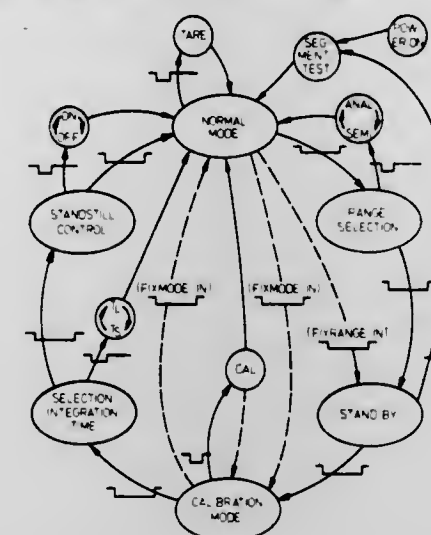 TARE
POW
ER ON
SEG
MENT
TEST
ON
OFF
NORMAL
MODE
ANAL
SEMI
STANDSTILL
CONTROL
RANGE
SELECTION
(FIXMODE IN)
(FIXMODE IN)
(FIXRANGE IN)
CAL
SELECTION
INTEGRATION
TIME
STAND BY
CALIBRATION
MODE